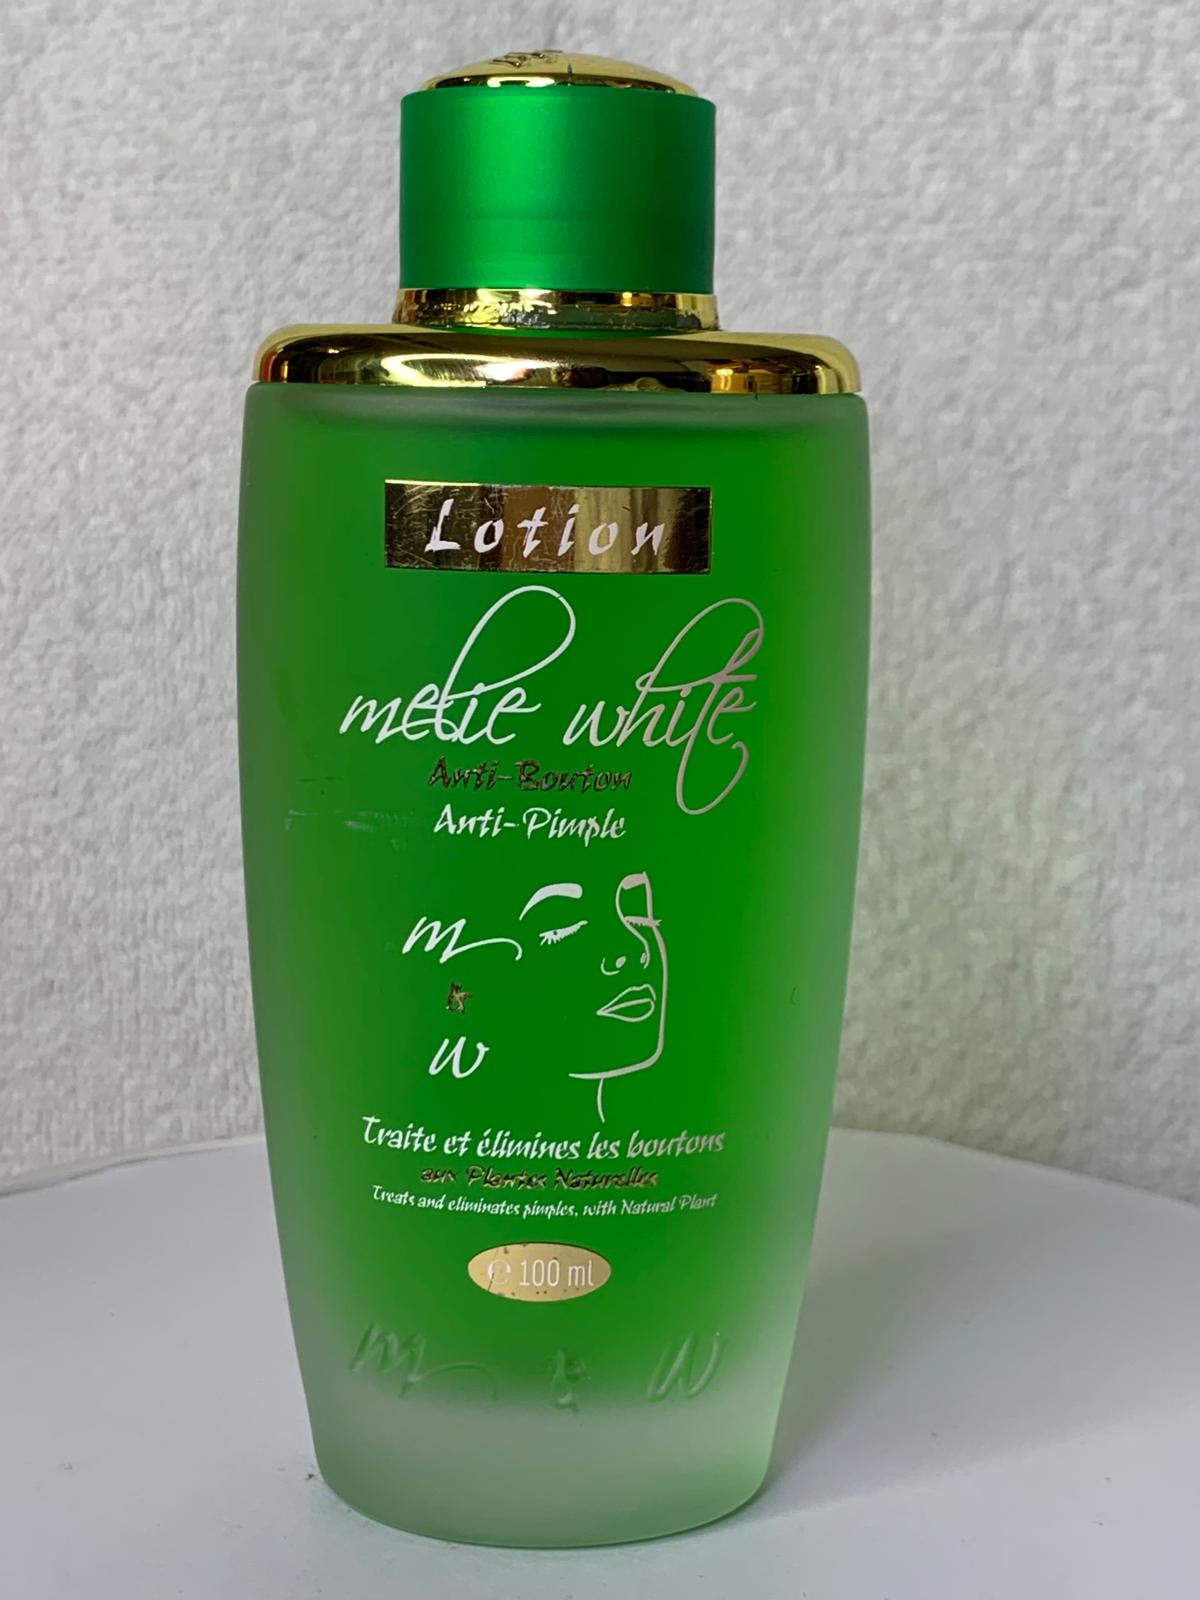 Lotion
melie white
Anti-Bouton
Anti-Pimple
m
&
w
Traite et élimines les boutons
aux Plantes Naturelles
Treats and eliminates pimples, with Natural Plant
℮ 100 ml
m & w